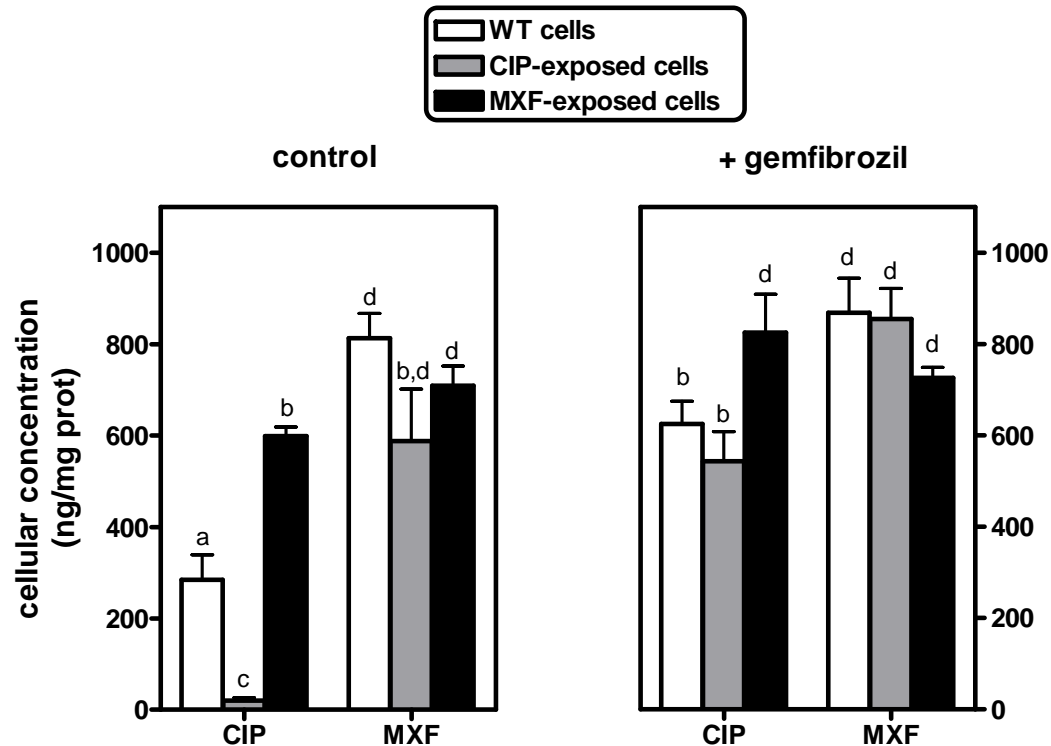 WT cells
CIP-exposed cells
MXF-exposed cells
control
+ gemfibrozil
cellular concentration
(ng/mg prot)
1000
800
600
400
200
0
a
c
b
d
b,d
d
CIP
MXF
b
b
d
d
d
d
CIP
MXF
1000
800
600
400
200
0